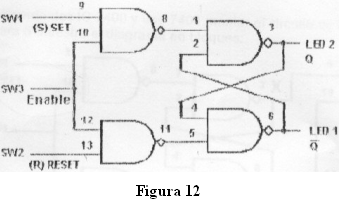 SW1 9 8 1 3 LED 2
(S) SET 10 2 Q
SW3
Enable
12 11 4 6 LED 1
SW2 13 5 Q
(R) RESET
Figura 12